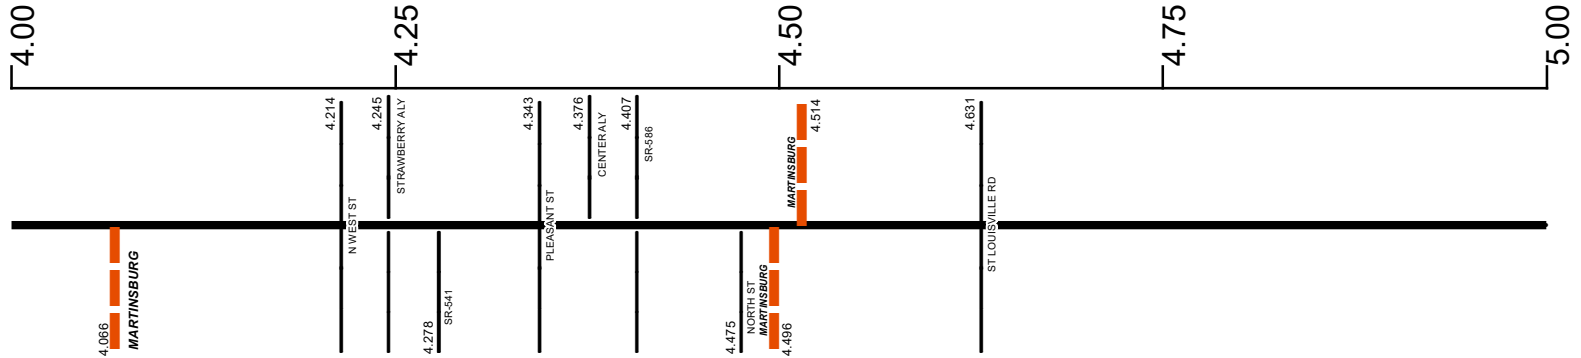 4.00
4.25
4.50
4.75
5.00
4.214
4.245
STRAWBERRY ALY
4.343
4.376
CENTER ALY
4.407
SR-586
MARTINSBURG
4.514
4.631
N WEST ST
PLEASANT ST
ST LOUISVILLE RD
4.066
MARTINSBURG
4.278
SR-541
4.475
NORTH ST
MARTINSBURG
4.496